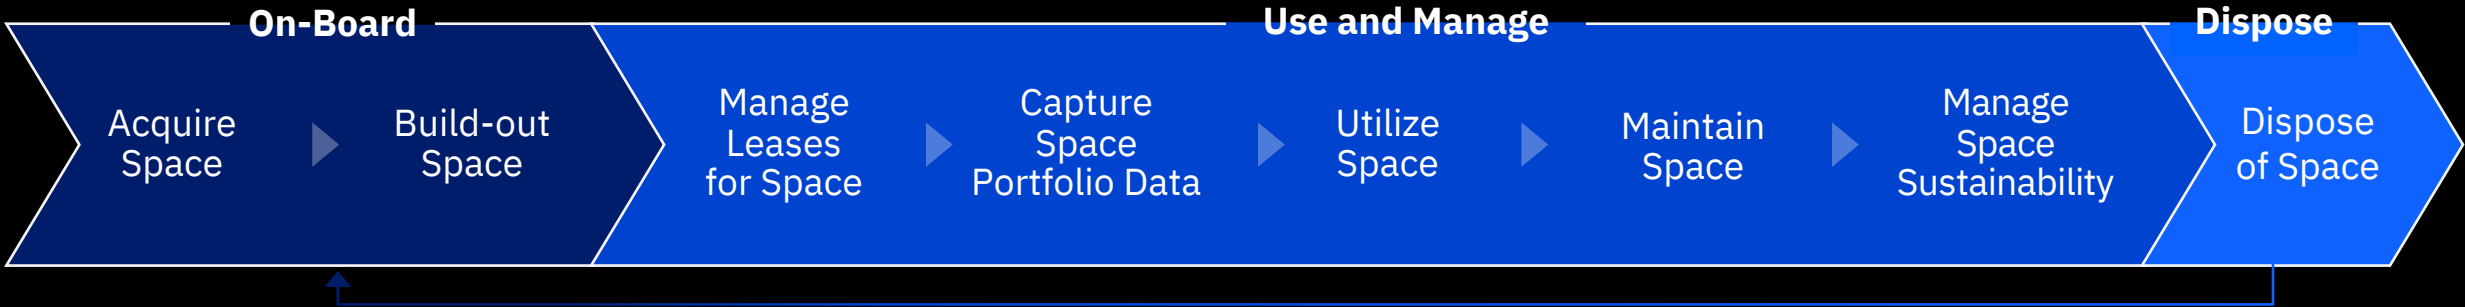 On-Board
Acquire
Space
Build-out
Space
Use and Manage
Manage
Leases
for Space
Capture
Space
Portfolio Data
Utilize
Space
Maintain
Space
Manage
Space
Sustainability
Dispose
Dispose
of Space